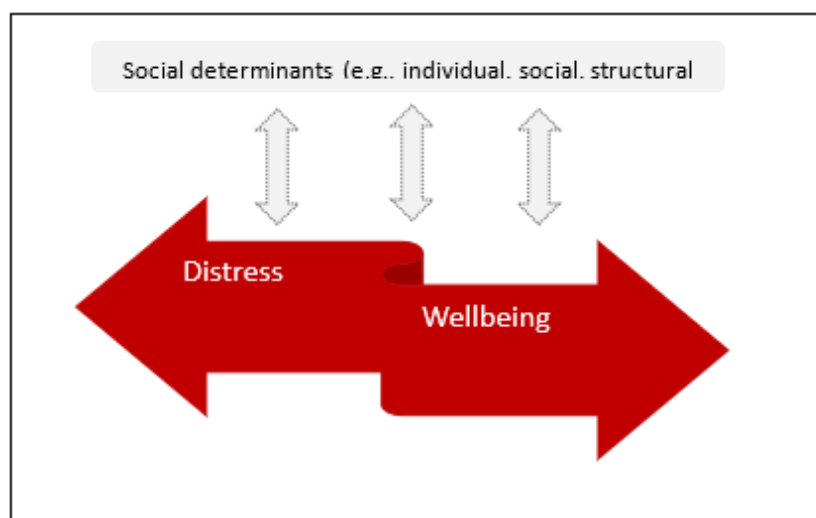 Social determinants (e.g., individual, social, structural
Distress
Wellbeing